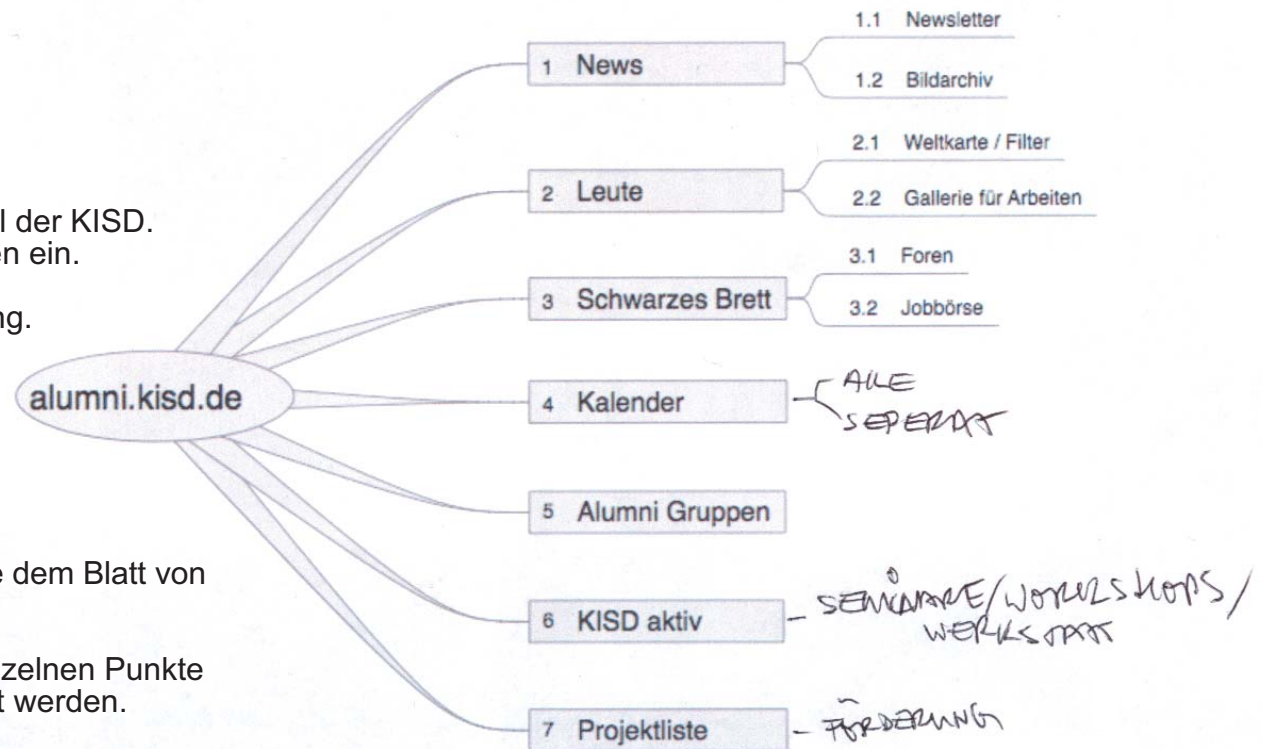 l der KISD.
en ein.
ng.
e dem Blatt von
zelnen Punkte
t werden.
alumni.kisd.de
1 News
1.1 Newsletter
1.2 Bildarchiv
2 Leute
2.1 Weltkarte / Filter
2.2 Gallerie für Arbeiten
3 Schwarzes Brett
3.1 Foren
3.2 Jobbörse
4 Kalender
ALLE
SEPERAT
5 Alumni Gruppen
6 KISD aktiv
SEMINARE/WORKSHOPS/
WERKSTATT
7 Projektliste
FÖRDERUNG